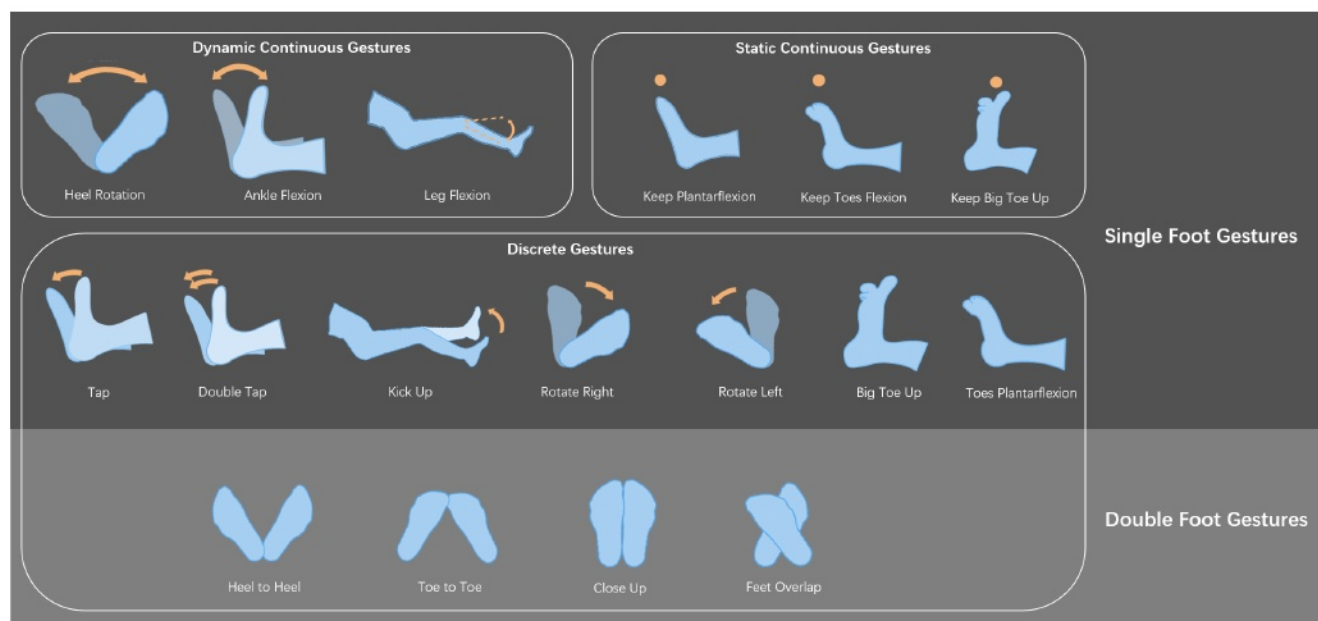 Dynamic Continuous Gestures
Heel Rotation
Ankle Flexion
Leg Flexion
Static Continuous Gestures
Keep Plantarflexion
Keep Toes Flexion
Keep Big Toe Up
Single Foot Gestures
Discrete Gestures
Tap
Double Tap
Kick Up
Rotate Right
Rotate Left
Big Toe Up
Toes Plantarflexion
Heel to Heel
Toe to Toe
Close Up
Feet Overlap
Double Foot Gestures